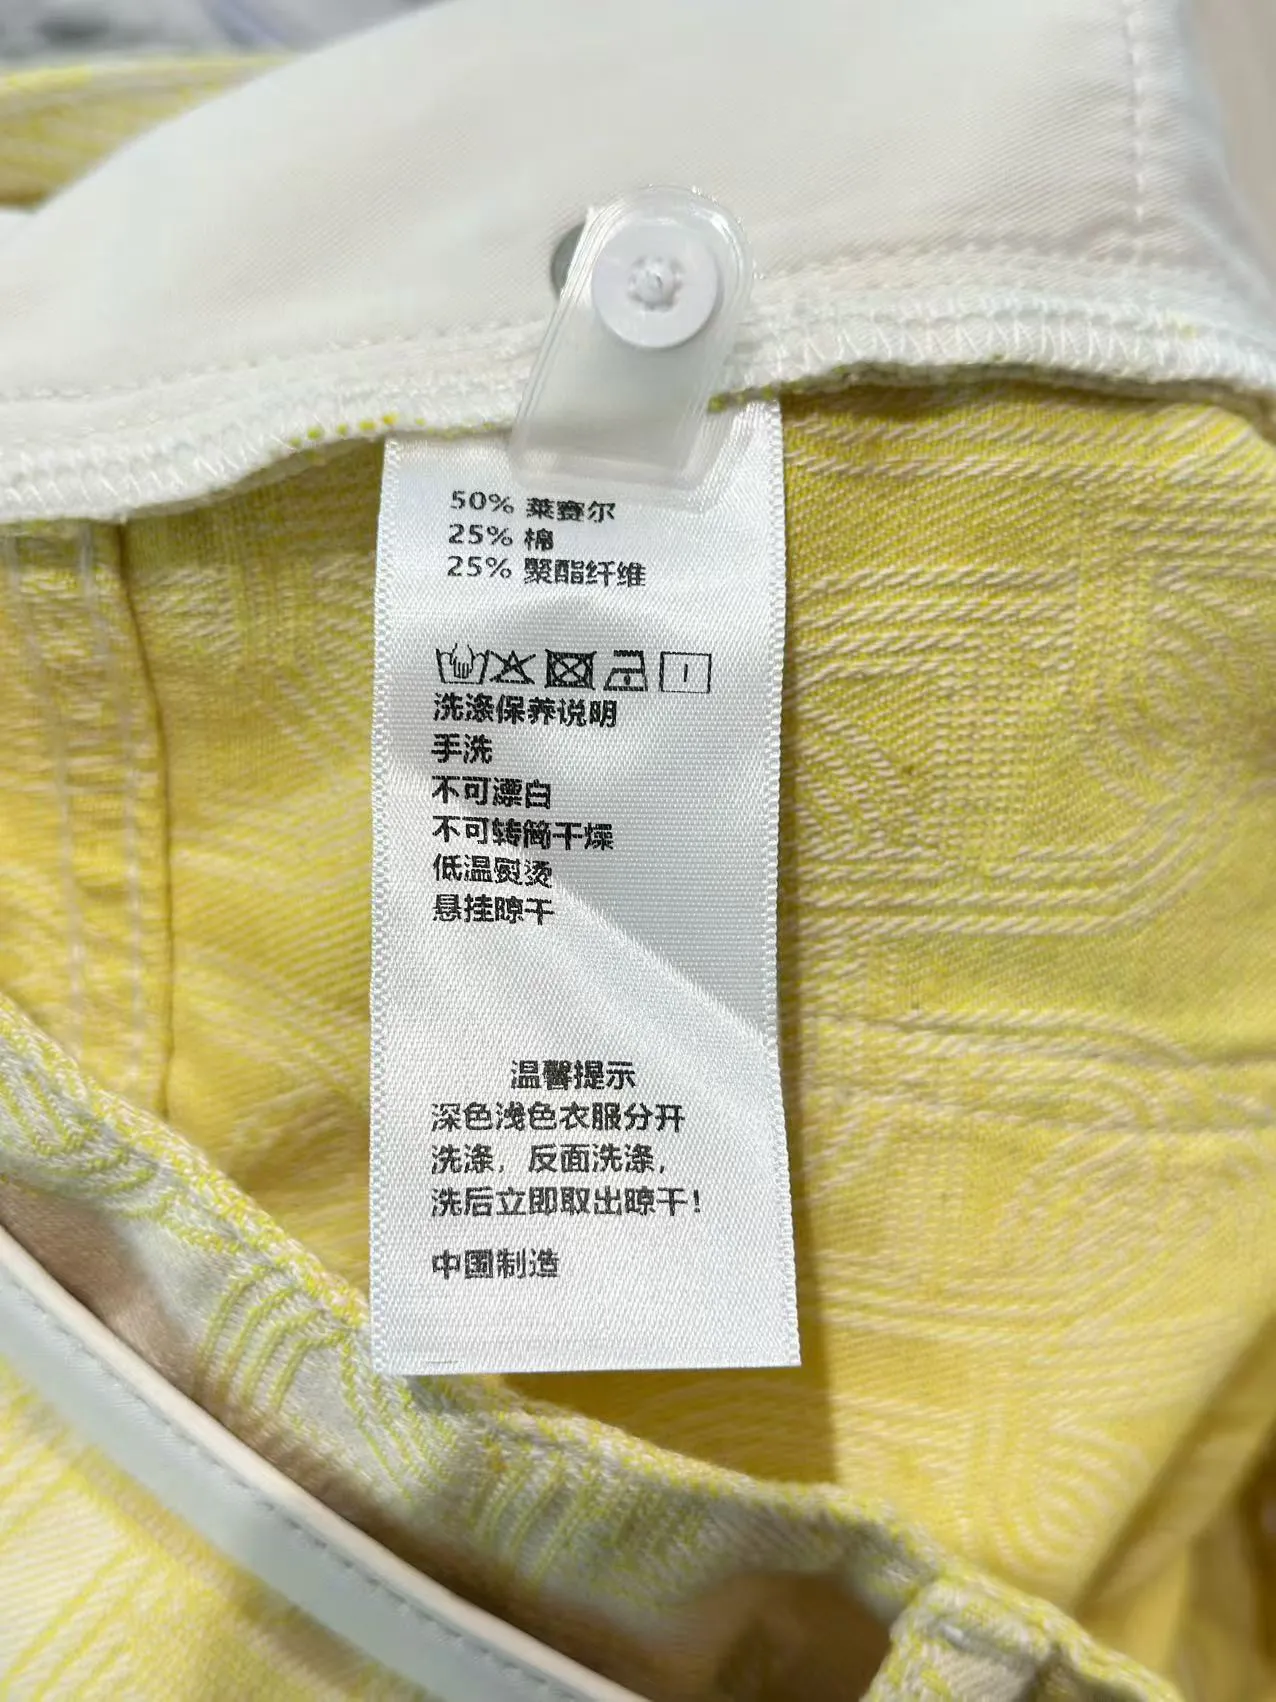 50% 莱赛尔
25% 棉
25% 聚酯纤维
洗涤保养说明
手洗
不可漂白
不可转筒干燥
低温熨烫
悬挂晾干
温馨提示
深色浅色衣服分开
洗涤，反面洗涤，
洗后立即取出晾干！
中国制造